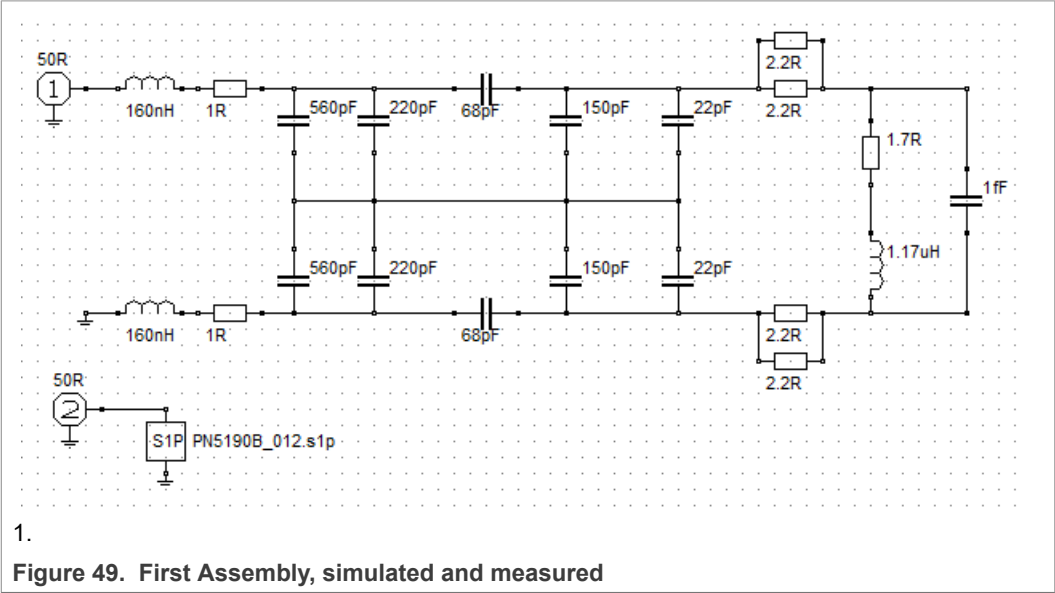 2.2R
50R
1
160nH
1R
560pF
220pF
68pF
150pF
22pF
2.2R
1.7R
1fF
1.17uH
560pF
220pF
150pF
22pF
160nH
1R
68pF
2.2R
2.2R
50R
2
S1P
PN5190B_012.s1p
1.
Figure 49. First Assembly, simulated and measured